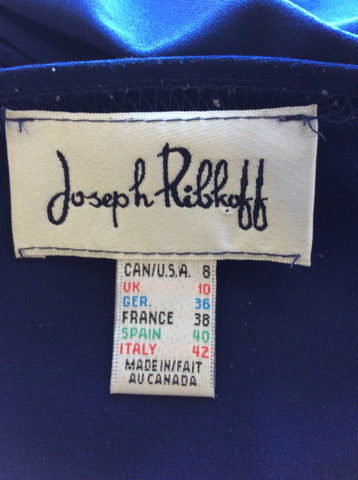 Joseph Ribkoff
CAN/U.S.A. 8
UK 10
GER. 36
FRANCE 38
SPAIN 40
ITALY 42
MADE IN/FAIT
AU CANADA